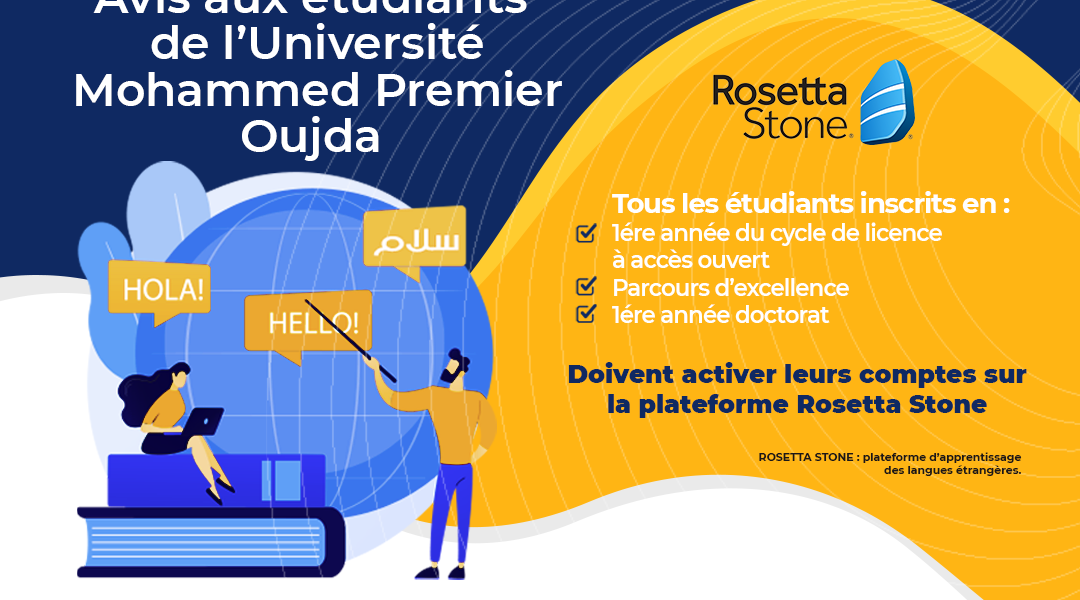 Avis aux étudiants
de l’Université
Mohammed Premier
Oujda
Rosetta
Stone®
Tous les étudiants inscrits en :
1ére année du cycle de licence
à accès ouvert
Parcours d’excellence
1ére année doctorat
Doivent activer leurs comptes sur
la plateforme Rosetta Stone
ROSETTA STONE : plateforme d’apprentissage
des langues étrangères.
سلام
HOLA!
HELLO!